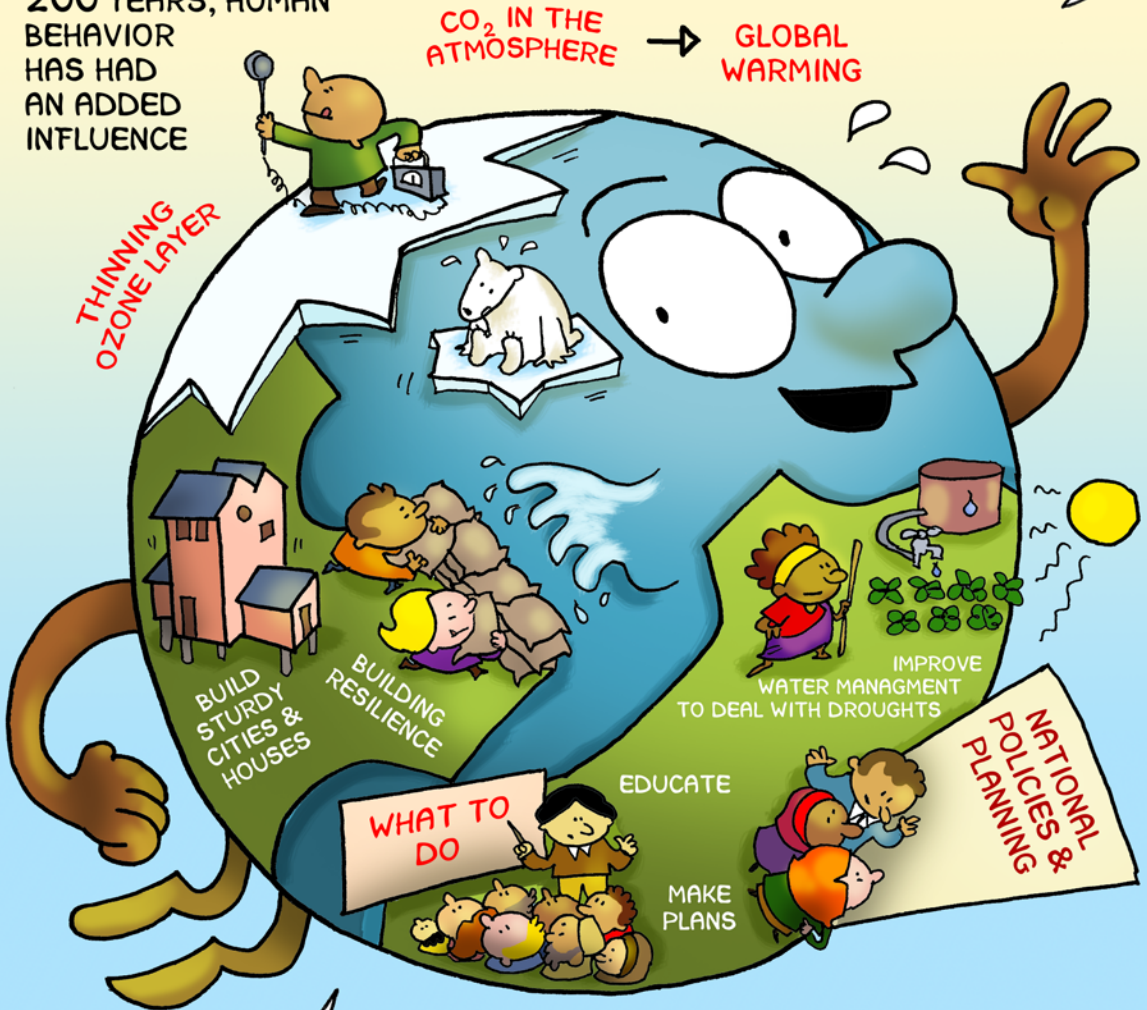 200 YEARS, HUMAN
BEHAVIOR
HAS HAD
AN ADDED
INFLUENCE
CO2 IN THE
ATMOSPHERE
GLOBAL
WARMING
THINNING
OZONE LAYER
BUILD
STURDY
CITIES &
HOUSES
BUILDING
RESILIENCE
IMPROVE
WATER MANAGMENT
TO DEAL WITH DROUGHTS
EDUCATE
WHAT TO
DO
MAKE
PLANS
NATIONAL
POLICIES &
PLANNING